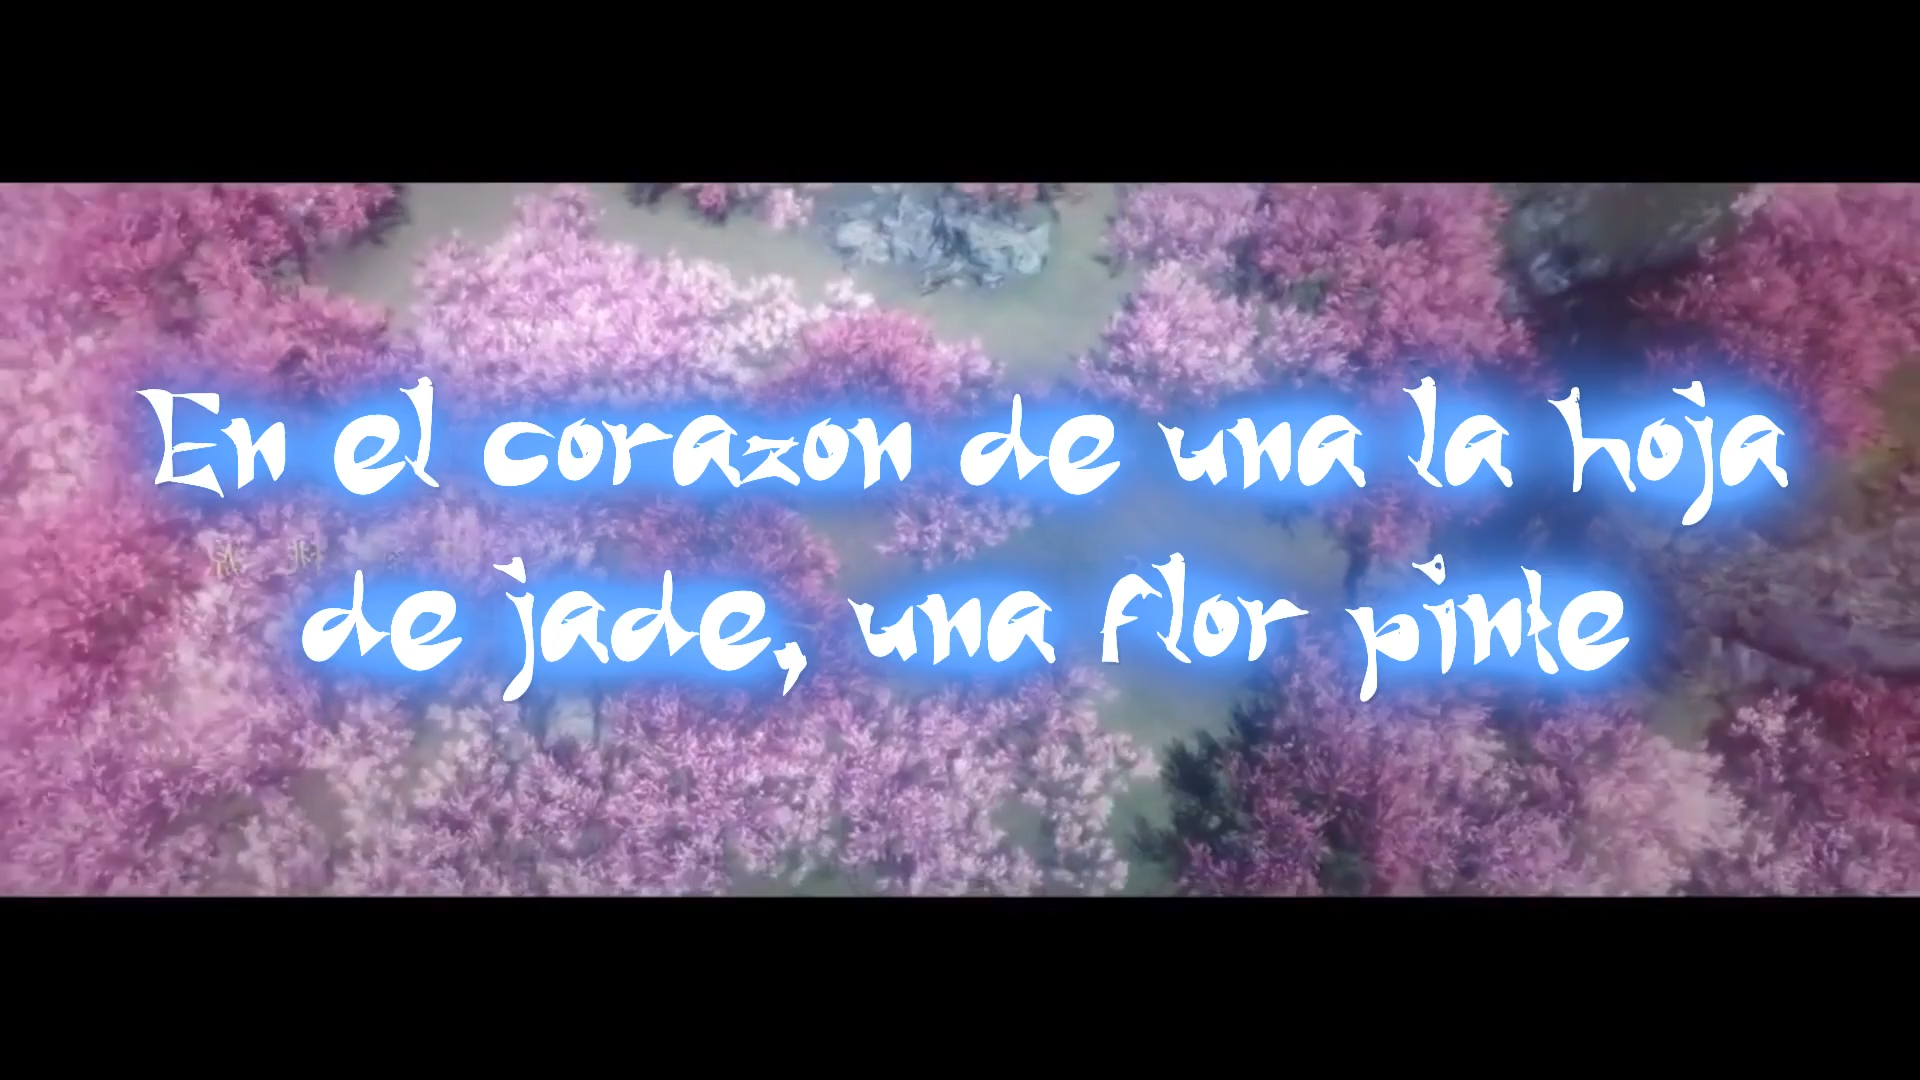 En el corazon de una la hoja
de jade, una flor pinte